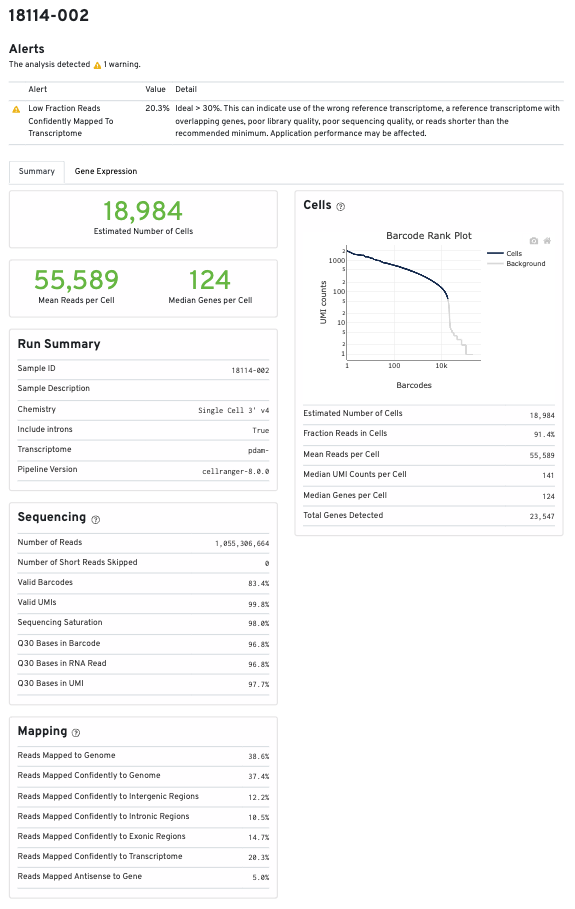 18114-002
Alerts
The analysis detected 1 warning.
Alert Value Detail
Low Fraction Reads Confidently Mapped To Transcriptome 20.3% Ideal > 30%. This can indicate use of the wrong reference transcriptome, a reference transcriptome with
overlapping genes, poor library quality, poor sequencing quality, or reads shorter than the
recommended minimum. Application performance may be affected.
Summary Gene Expression
18,984
Estimated Number of Cells
55,589 124
Mean Reads per Cell Median Genes per Cell
Run Summary
Sample ID 18114-002
Sample Description
Chemistry Single Cell 3' v4
Include introns True
Transcriptome pdam-
Pipeline Version cellranger-8.0.0
Sequencing ?
Number of Reads 1,055,306,664
Number of Short Reads Skipped 0
Valid Barcodes 83.4%
Valid UMIs 99.8%
Sequencing Saturation 98.0%
Q30 Bases in Barcode 96.8%
Q30 Bases in RNA Read 96.8%
Q30 Bases in UMI 97.7%
Mapping ?
Reads Mapped to Genome 38.6%
Reads Mapped Confidently to Genome 37.4%
Reads Mapped Confidently to Intergenic Regions 12.2%
Reads Mapped Confidently to Intronic Regions 10.5%
Reads Mapped Confidently to Exonic Regions 14.7%
Reads Mapped Confidently to Transcriptome 20.3%
Reads Mapped Antisense to Gene 5.0%
Cells ?
Barcode Rank Plot
Cells
Background
UMI counts
2
1000
5
2
100
5
2
10
5
2
1
1 100 10k
Barcodes
Estimated Number of Cells 18,984
Fraction Reads in Cells 91.4%
Mean Reads per Cell 55,589
Median UMI Counts per Cell 141
Median Genes per Cell 124
Total Genes Detected 23,547